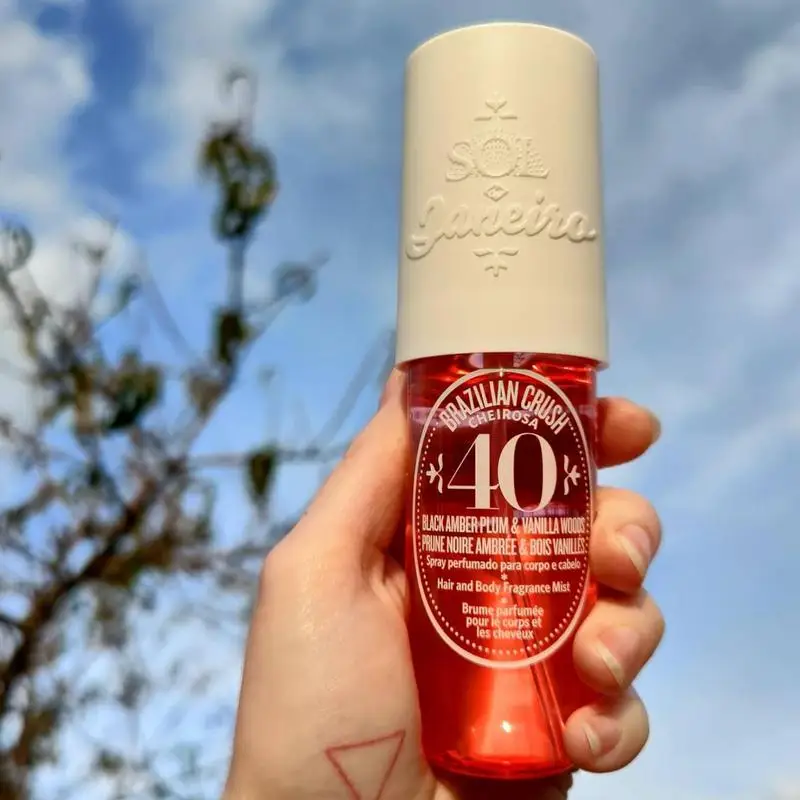 SOL
de
Janeiro
BRAZILIAN CRUSH
CHEIROSA
40
BLACK AMBER PLUM & VANILLA WOODS
PRUNE NOIRE AMBRÉE & BOIS VANILLÉS
Spray perfumado para corpo e cabelo
Hair and Body Fragrance Mist
Brume parfumée
pour le corps et
les cheveux